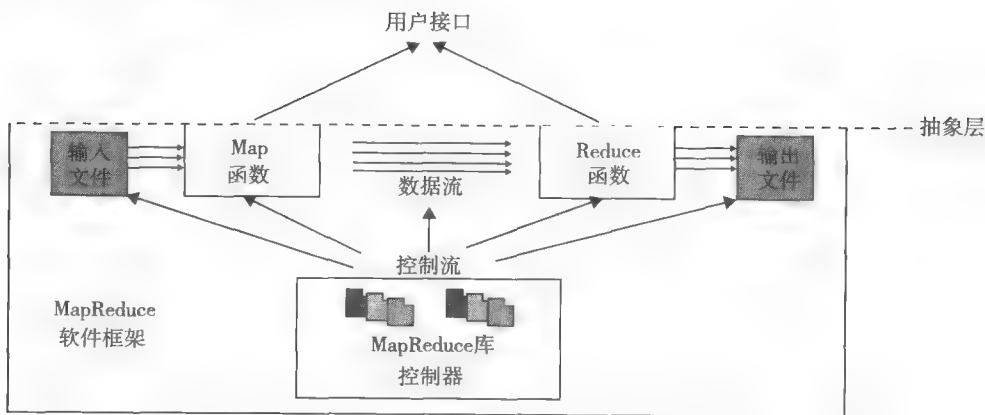 用户接口
抽象层
输入
文件
Map
函数
数据流
Reduce
函数
输出
文件
控制流
MapReduce
软件框架
MapReduce库
控制器